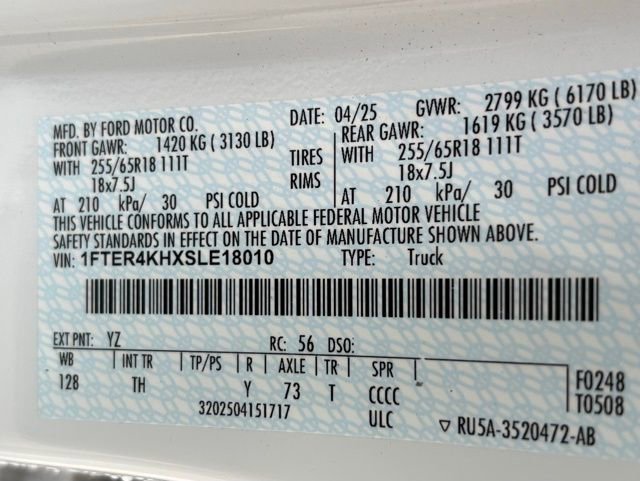 MFD. BY FORD MOTOR CO. DATE: 04/25 GVWR: 2799 KG ( 6170 LB)
FRONT GAWR: 1420 KG ( 3130 LB) REAR GAWR: 1619 KG ( 3570 LB)
WITH 255/65R18 111T TIRES WITH 255/65R18 111T
18x7.5J RIMS 18x7.5J
AT 210 kPa/ 30 PSI COLD AT 210 kPa/ 30 PSI COLD
THIS VEHICLE CONFORMS TO ALL APPLICABLE FEDERAL MOTOR VEHICLE
SAFETY STANDARDS IN EFFECT ON THE DATE OF MANUFACTURE SHOWN ABOVE.
VIN: 1FTER4KHXSLE18010 TYPE: Truck
EXT PNT: YZ RC: 56 DSO:
WB INT TR TP/PS R AXLE TR SPR
128 TH Y 73 T CCCC F0248
3202504151717 ULC T0508
▽ RU5A-3520472-AB